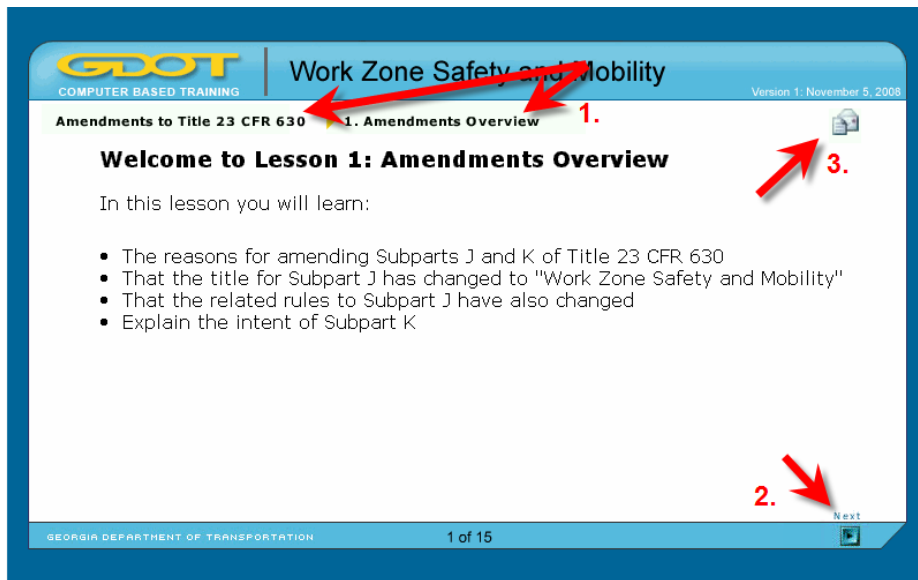 GDOT
COMPUTER BASED TRAINING
Work Zone Safety and Mobility
Version 1: November 5, 2008
Amendments to Title 23 CFR 630
1. Amendments Overview
1.
Welcome to Lesson 1: Amendments Overview
3.
In this lesson you will learn:
• The reasons for amending Subparts J and K of Title 23 CFR 630
• That the title for Subpart J has changed to "Work Zone Safety and Mobility"
• That the related rules to Subpart J have also changed
• Explain the intent of Subpart K
2.
Next
GEORGIA DEPARTMENT OF TRANSPORTATION
1 of 15